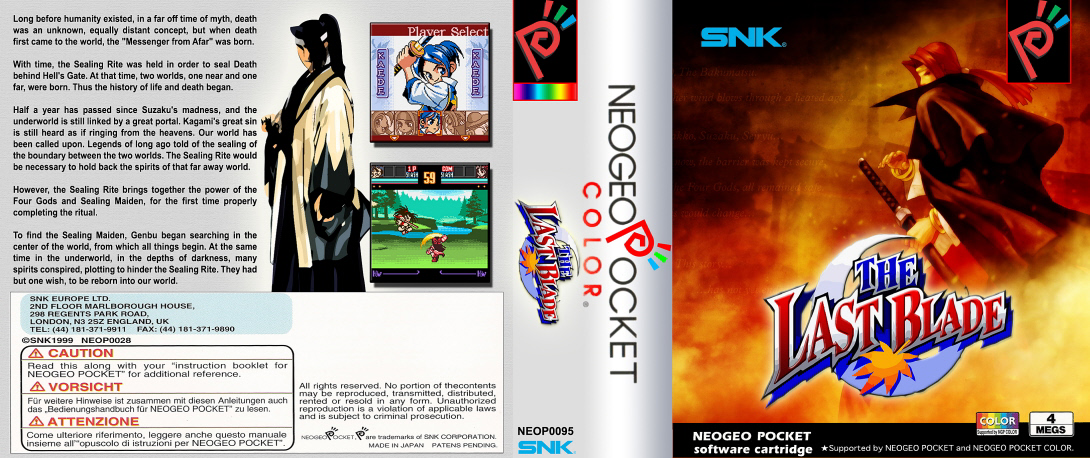 Long before humanity existed, in a far off time of myth, death
was an unknown, equally distant concept, but when death
first came to the world, the "Messenger from Afar" was born.
With time, the Sealing Rite was held in order to seal Death
behind Hell's Gate. At that time, two worlds, one near and one
far, were born. Thus the history of life and death began.
Half a year has passed since Suzaku's madness, and the
underworld is still linked by a great portal. Kagami's great sin
is still heard as if ringing from the heavens. Our world has
been called upon. Legends of long ago told of the sealing of
the boundary between the two worlds. The Sealing Rite would
be necessary to hold back the spirits of that far away world.
However, the Sealing Rite brings together the power of the
Four Gods and Sealing Maiden, for the first time properly
completing the ritual.
To find the Sealing Maiden, Genbu began searching in the
center of the world, from which all things begin. At the same
time in the underworld, in the depths of darkness, many
spirits conspired, plotting to hinder the Sealing Rite. They had
but one wish, to be reborn into our world.
SNK EUROPE LTD.
2ND FLOOR MARLBOROUGH HOUSE,
298 REGENTS PARK ROAD,
LONDON, N3 2SZ ENGLAND, UK
TEL: (44) 181-371-9911 FAX: (44) 181-371-9890
©SNK1999 NEOP0028
CAUTION
Read this along with your "instruction booklet for
NEOGEO POCKET" for additional reference.
VORSICHT
Für weitere Hinweise ist zusammen mit diesen Anleitungen auch
das „Bedienungshandbuch für NEOGEO POCKET" zu lesen.
ATTENZIONE
Come ulteriore riferimento, leggere anche questo manuale
insieme all'"opuscolo di istruzioni per NEOGEO POCKET".
Player Select
KAEDE
KAEDE
1P
COM
SLASH
59
SLASH
All rights reserved. No portion of thecontents
may be reproduced, transmitted, distributed,
rented or resold in any form. Unauthorized
reproduction is a violation of applicable laws
and is subject to criminal prosecution.
NEOGEO POCKET, P are trademarks of SNK CORPORATION.
MADE IN JAPAN PATENS PENDING.
NEOGEO POCKET
COLOR
THE
LAST BLADE
NEOP0095
SNK
SNK
THE
LAST BLADE
COLOR
Supported by NGP COLOR
4
MEGS
NEOGEO POCKET
software cartridge
★Supported by NEOGEO POCKET and NEOGEO POCKET COLOR.